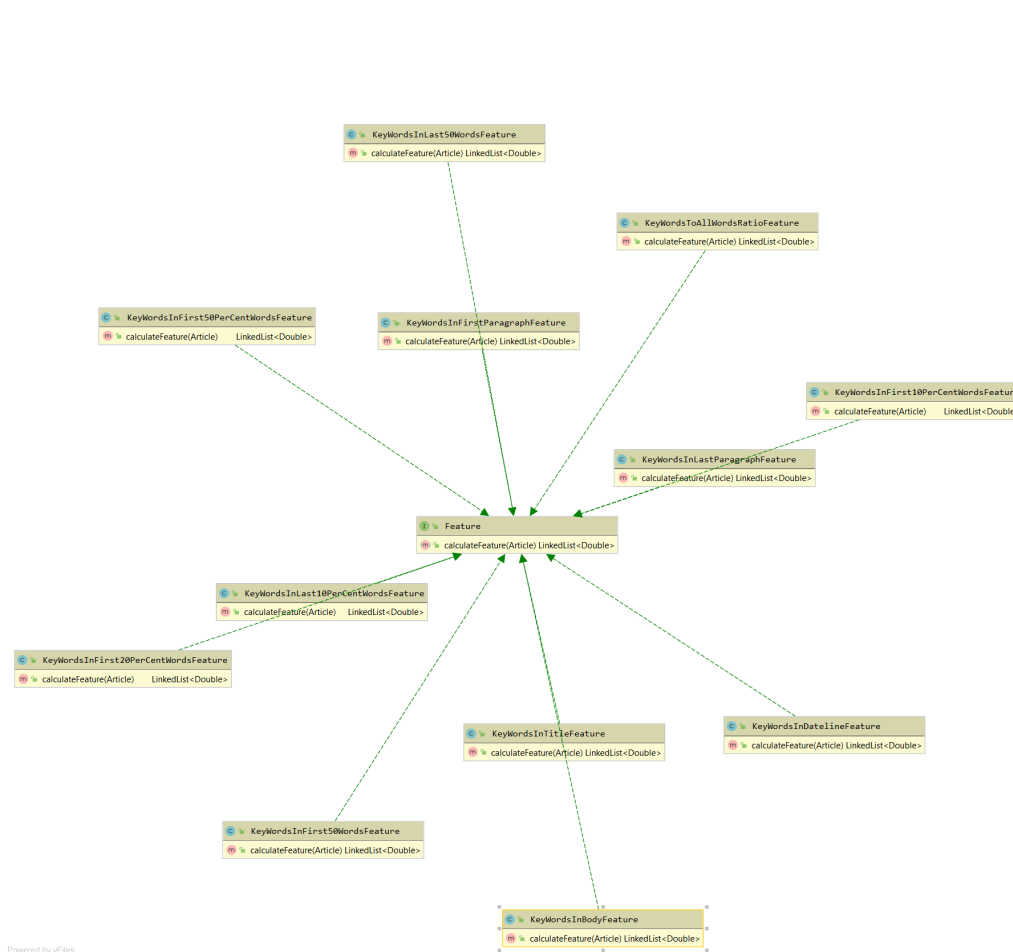 KeyWordsInLast50WordsFeature
calculateFeature(Article) LinkedList<Double>
KeyWordsToAllWordsRatioFeature
calculateFeature(Article) LinkedList<Double>
KeyWordsInFirst50PerCentWordsFeature
calculateFeature(Article) LinkedList<Double>
KeyWordsInFirstParagraphFeature
calculateFeature(Article) LinkedList<Double>
KeyWordsInFirst10PerCentWordsFeatur
calculateFeature(Article) LinkedList<Double
KeyWordsInLastParagraphFeature
calculateFeature(Article) LinkedList<Double>
Feature
calculateFeature(Article) LinkedList<Double>
KeyWordsInLast10PerCentWordsFeature
calculateFeature(Article) LinkedList<Double>
KeyWordsInFirst20PerCentWordsFeature
calculateFeature(Article) LinkedList<Double>
KeyWordsInTitleFeature
calculateFeature(Article) LinkedList<Double>
KeyWordsInDatelineFeature
calculateFeature(Article) LinkedList<Double>
KeyWordsInFirst50WordsFeature
calculateFeature(Article) LinkedList<Double>
KeyWordsInBodyFeature
calculateFeature(Article) LinkedList<Double>
Powered by yFiles